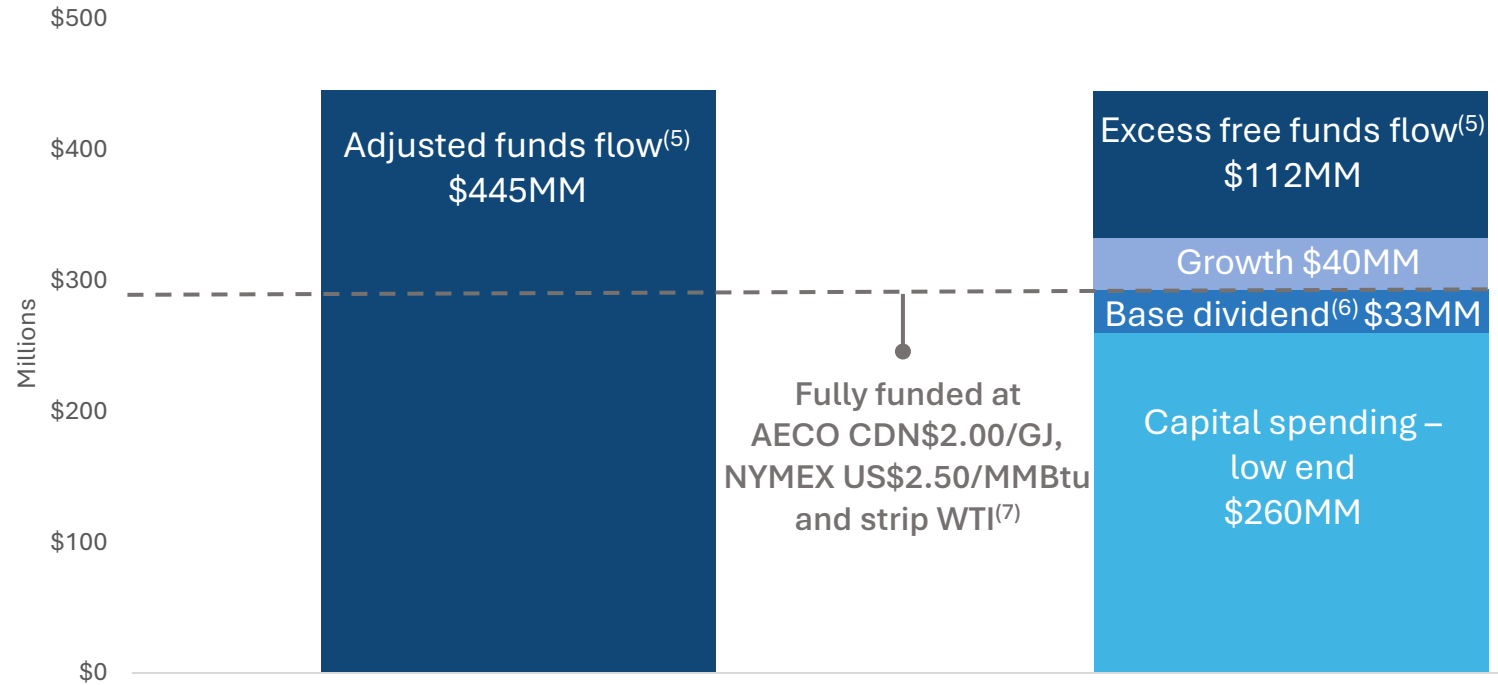 $500
$400
$300
$200
$100
$0
Millions
Adjusted funds flow(5)
$445MM
Fully funded at
AECO CDN$2.00/GJ,
NYMEX US$2.50/MMBtu
and strip WTI(7)
Excess free funds flow(5)
$112MM
Growth $40MM
Base dividend(6) $33MM
Capital spending –
low end
$260MM